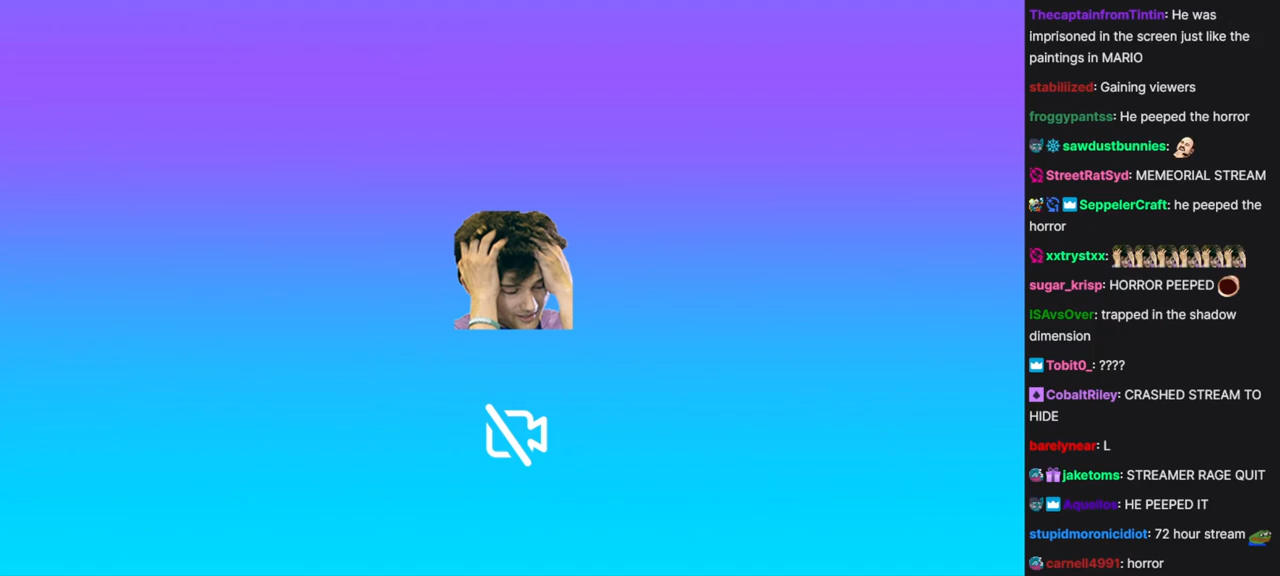 ThecaptainfromTintin: He was
imprisoned in the screen just like the
paintings in MARIO
stabiliized: Gaining viewers
froggypantss: He peeped the horror
sawdustbunnies:
StreetRatSyd: MEMEORIAL STREAM
SeppelerCraft: he peeped the
horror
xxtrystxx:
sugar_krisp: HORROR PEEPED
ISAvsOver: trapped in the shadow
dimension
Tobit0_: ????
CobaltRiley: CRASHED STREAM TO
HIDE
barelynear: L
jaketoms: STREAMER RAGE QUIT
Aquellos: HE PEEPED IT
stupidmoronicidiot: 72 hour stream
carnell4991: horror